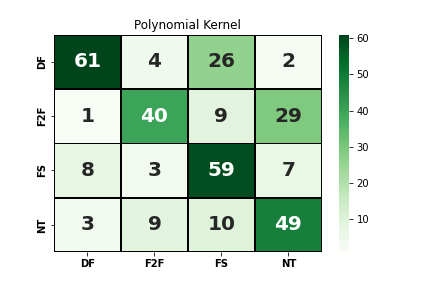 Polynomial Kernel
DF 61 4 26 2
F2F 1 40 9 29
FS 8 3 59 7
NT 3 9 10 49
DF F2F FS NT
60
50
40
30
20
10